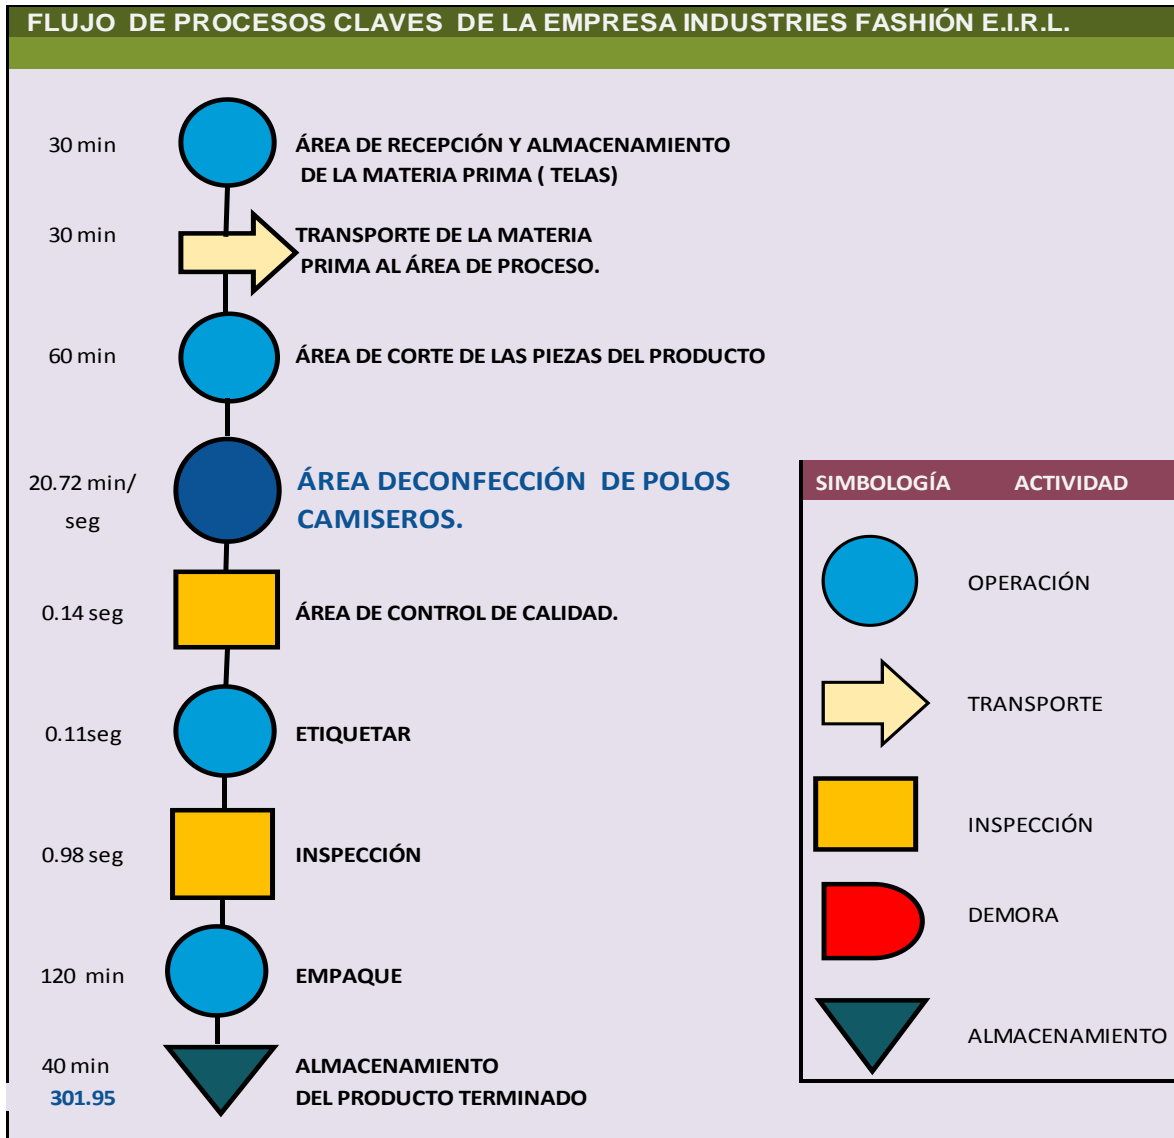 FLUJO DE PROCESOS CLAVES DE LA EMPRESA INDUSTRIES FASHIÓN E.I.R.L.
30 min
ÁREA DE RECEPCIÓN Y ALMACENAMIENTO
DE LA MATERIA PRIMA ( TELAS)
30 min
TRANSPORTE DE LA MATERIA
PRIMA AL ÁREA DE PROCESO.
60 min
ÁREA DE CORTE DE LAS PIEZAS DEL PRODUCTO
20.72 min/
seg
ÁREA DECONFECCIÓN DE POLOS
CAMISEROS.
0.14 seg
ÁREA DE CONTROL DE CALIDAD.
0.11seg
ETIQUETAR
0.98 seg
INSPECCIÓN
120 min
EMPAQUE
40 min
301.95
ALMACENAMIENTO
DEL PRODUCTO TERMINADO
SIMBOLOGÍA ACTIVIDAD
OPERACIÓN
TRANSPORTE
INSPECCIÓN
DEMORA
ALMACENAMIENTO